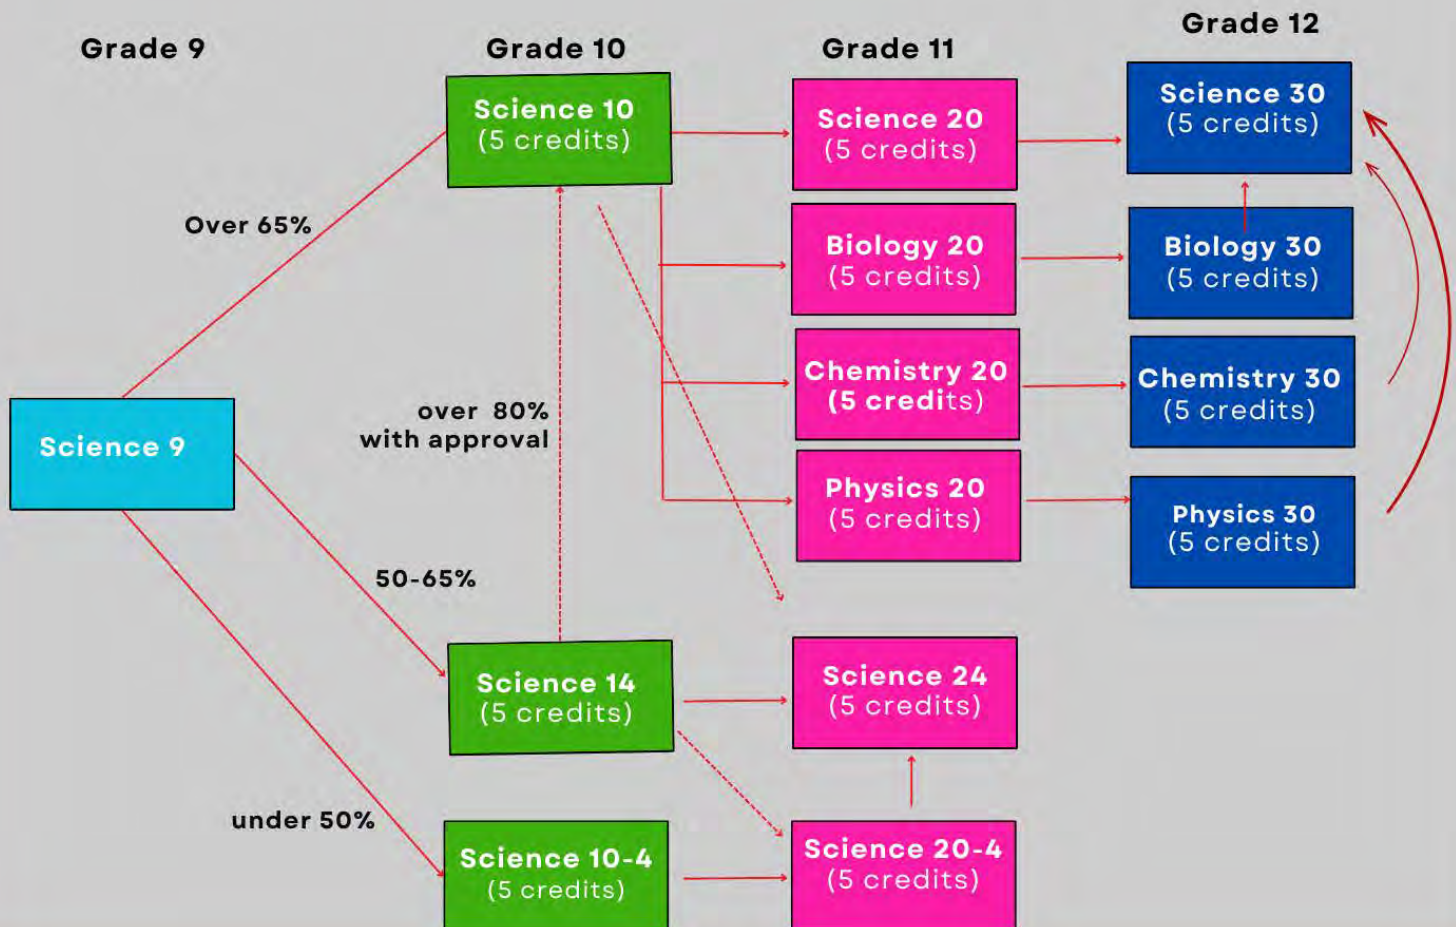 Grade 9
Grade 10
Grade 11
Grade 12
Science 10
(5 credits)
Science 20
(5 credits)
Science 30
(5 credits)
Over 65%
Biology 20
(5 credits)
Biology 30
(5 credits)
Chemistry 20
(5 credits)
Chemistry 30
(5 credits)
over 80%
with approval
Science 9
Physics 20
(5 credits)
Physics 30
(5 credits)
50-65%
Science 14
(5 credits)
Science 24
(5 credits)
under 50%
Science 10-4
(5 credits)
Science 20-4
(5 credits)